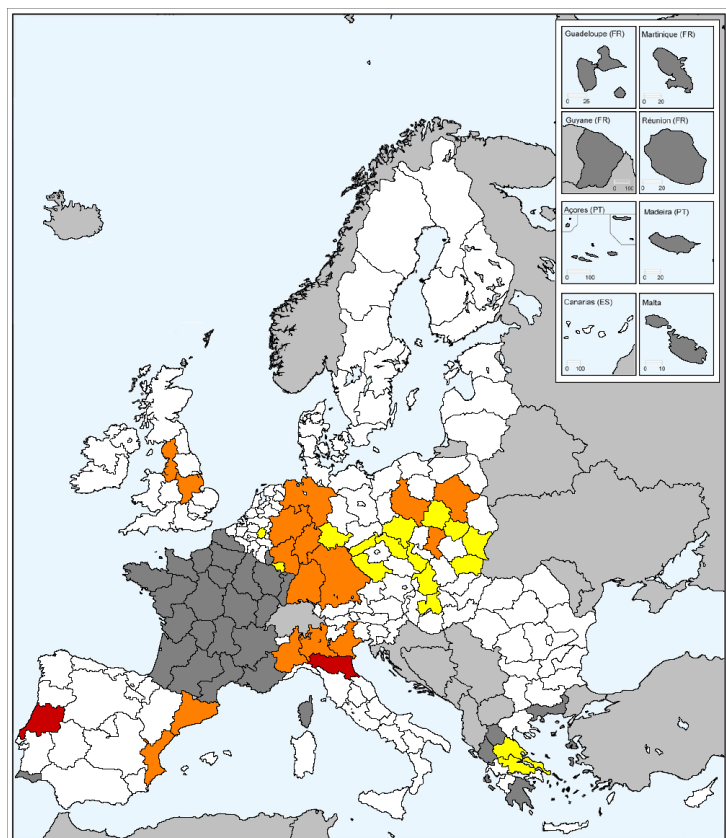 Guadeloupe (FR)
Martinique (FR)
0 25
0 20
Guyane (FR)
Réunion (FR)
0 100
0 20
Açores (PT)
Madeira (PT)
0 100
0 20
Canarias (ES)
Malta
0 100
0 10